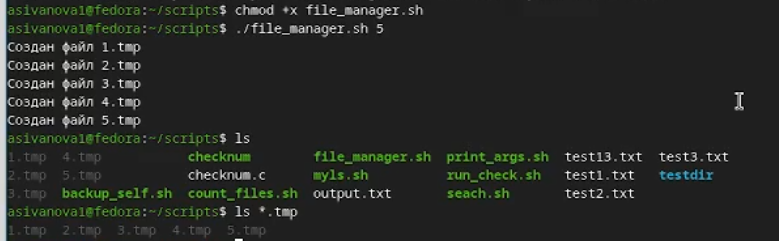 asivanova1@fedora:~/scripts$ chmod +x file_manager.sh
asivanova1@fedora:~/scripts$ ./file_manager.sh 5
Создан файл 1.tmp
Создан файл 2.tmp
Создан файл 3.tmp
Создан файл 4.tmp
Создан файл 5.tmp
asivanova1@fedora:~/scripts$ ls
1.tmp 4.tmp checknum file_manager.sh print_args.sh test13.txt test3.txt
2.tmp 5.tmp checknum.c myls.sh run_check.sh test1.txt testdir
3.tmp backup_self.sh count_files.sh output.txt seach.sh test2.txt
asivanova1@fedora:~/scripts$ ls *.tmp
1.tmp 2.tmp 3.tmp 4.tmp 5.tmp